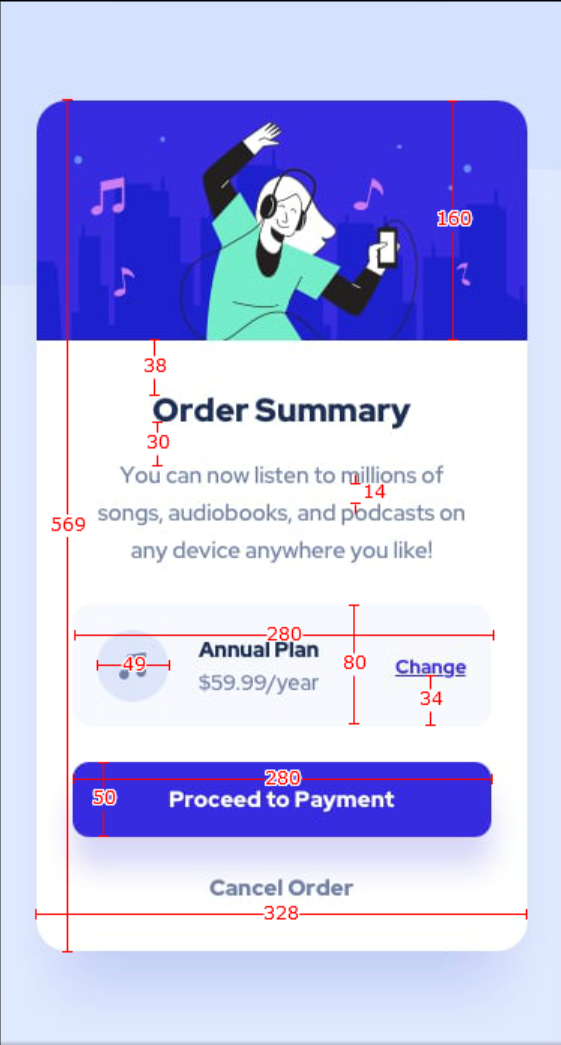 160
38
Order Summary
30
You can now listen to millions of
14
songs, audiobooks, and podcasts on
569
any device anywhere you like!
280
Annual Plan
49
80
Change
$59.99/year
34
280
50
Proceed to Payment
Cancel Order
328